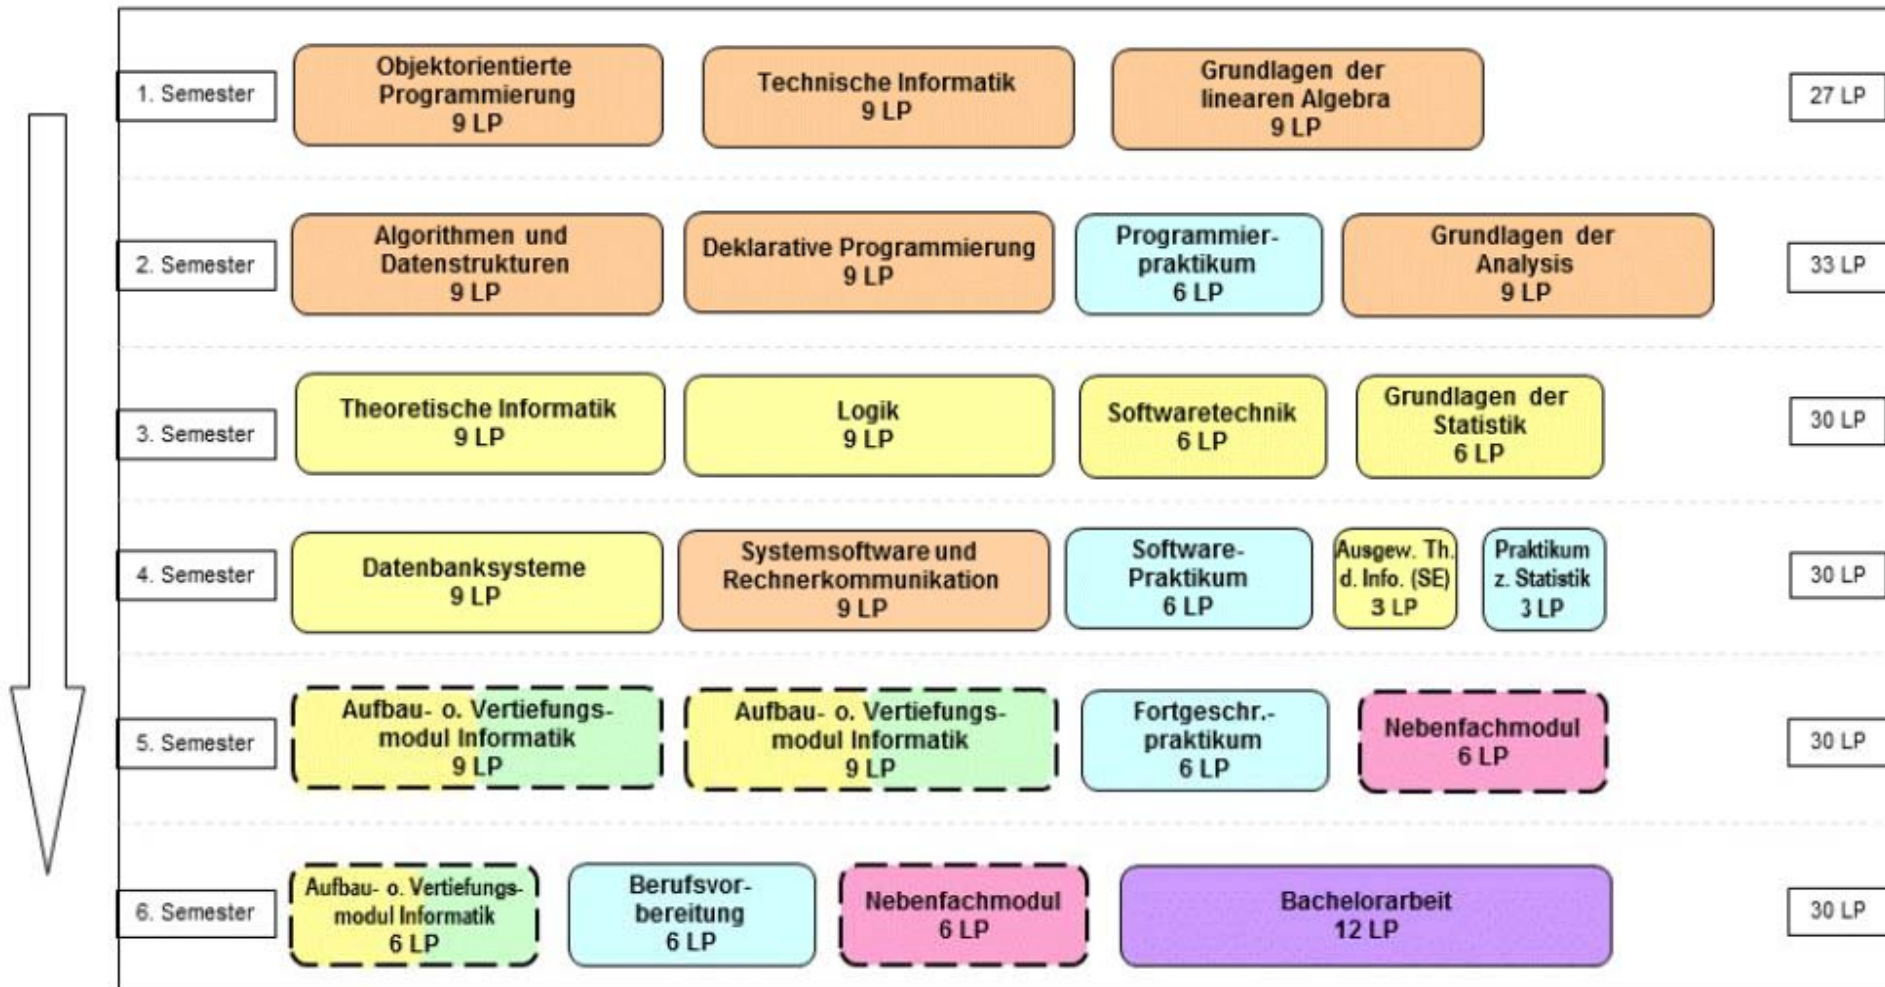 1. Semester
Objektorientierte
Programmierung
9 LP
Technische Informatik
9 LP
Grundlagen der
linearen Algebra
9 LP
27 LP
2. Semester
Algorithmen und
Datenstrukturen
9 LP
Deklarative Programmierung
9 LP
Programmier-
praktikum
6 LP
Grundlagen der
Analysis
9 LP
33 LP
3. Semester
Theoretische Informatik
9 LP
Logik
9 LP
Softwaretechnik
6 LP
Grundlagen der
Statistik
6 LP
30 LP
4. Semester
Datenbanksysteme
9 LP
Systemsoftware und
Rechnerkommunikation
9 LP
Software-
Praktikum
6 LP
Ausgew. Th.
d. Info. (SE)
3 LP
Praktikum
z. Statistik
3 LP
30 LP
5. Semester
Aufbau- o. Vertiefungs-
modul Informatik
9 LP
Aufbau- o. Vertiefungs-
modul Informatik
9 LP
Fortgeschr.-
praktikum
6 LP
Nebenfachmodul
6 LP
30 LP
6. Semester
Aufbau- o. Vertiefungs-
modul Informatik
6 LP
Berufsvor-
bereitung
6 LP
Nebenfachmodul
6 LP
Bachelorarbeit
12 LP
30 LP